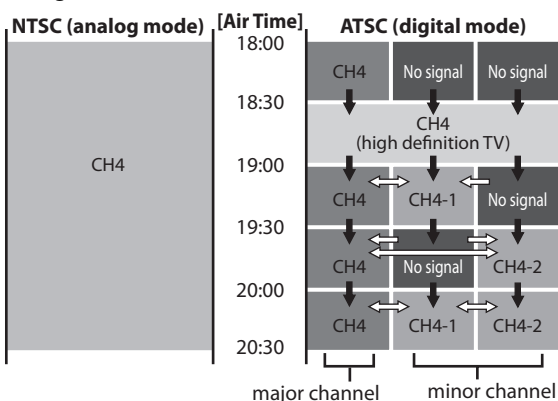 NTSC (analog mode) [Air Time] ATSC (digital mode)
18:00
CH4 No signal No signal
18:30
CH4
(high definition TV)
19:00
CH4
CH4 CH4-1 No signal
19:30
CH4 No signal CH4-2
20:00
CH4 CH4-1 CH4-2
20:30
major channel minor channel